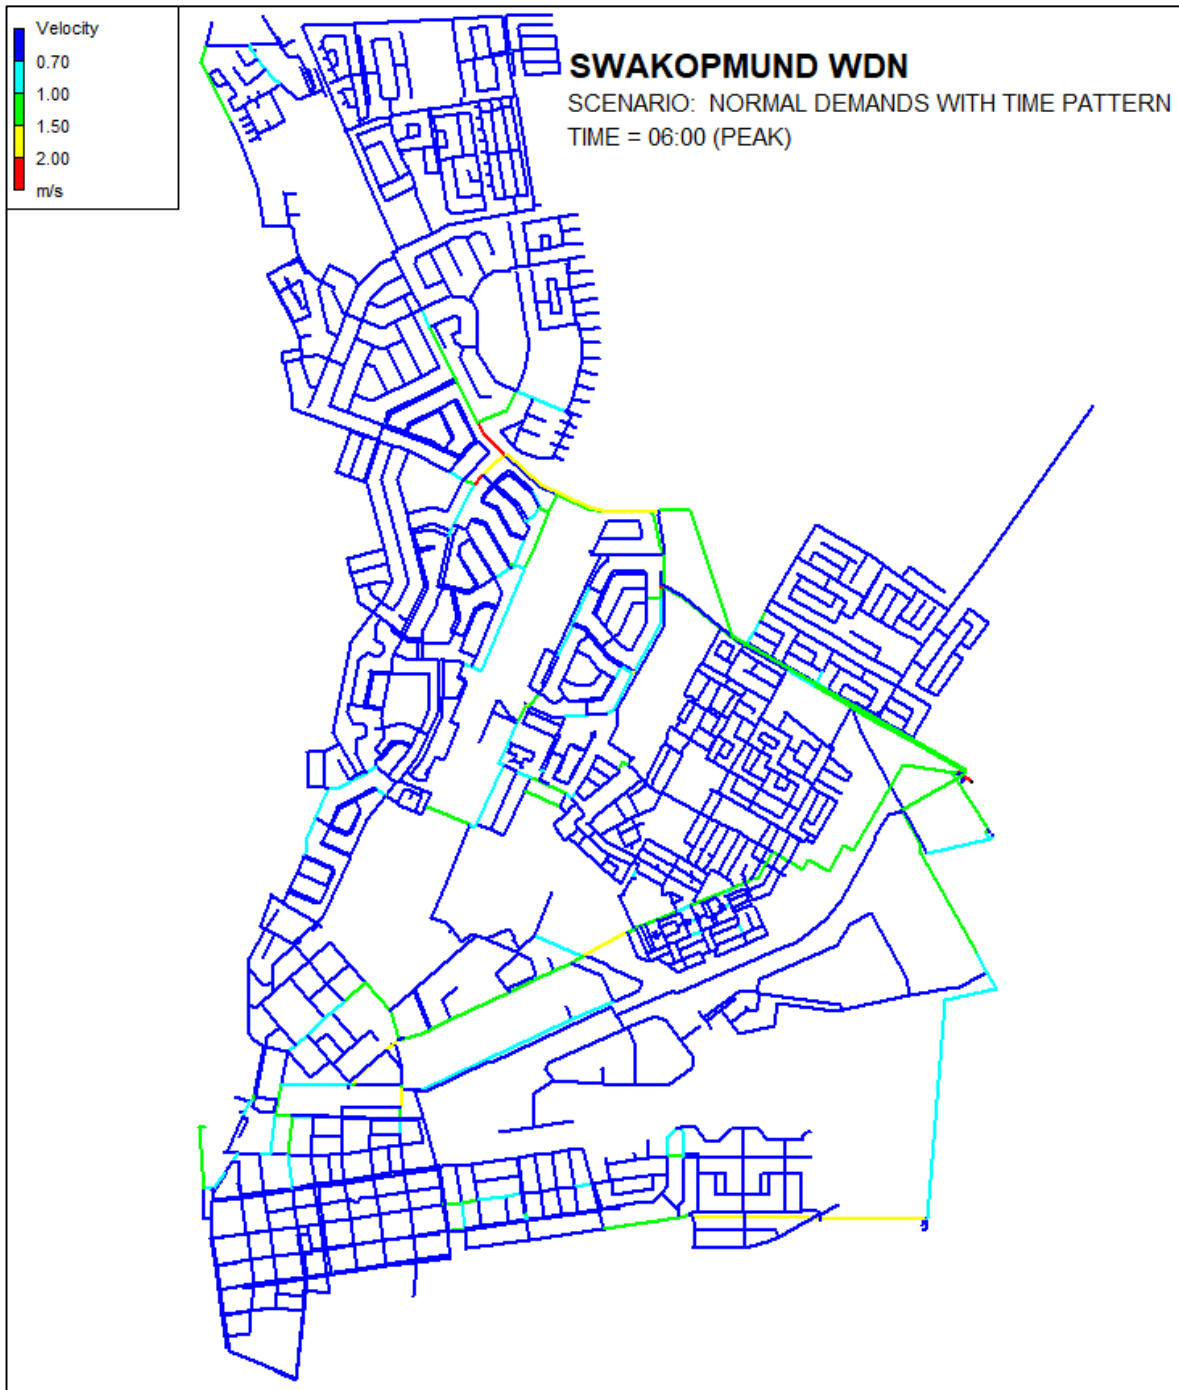 Velocity
0.70
1.00
1.50
2.00
m/s
SWAKOPMUND WDN
SCENARIO: NORMAL DEMANDS WITH TIME PATTERN
TIME = 06:00 (PEAK)